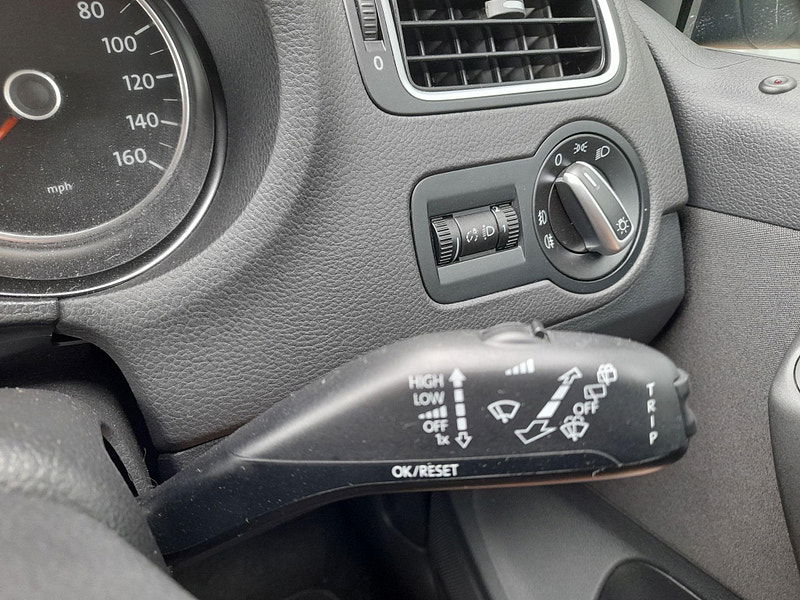 80
100
120
140
160
mph
0
0
HIGH
LOW
OFF
1x
OFF
TRIP
OK/RESET